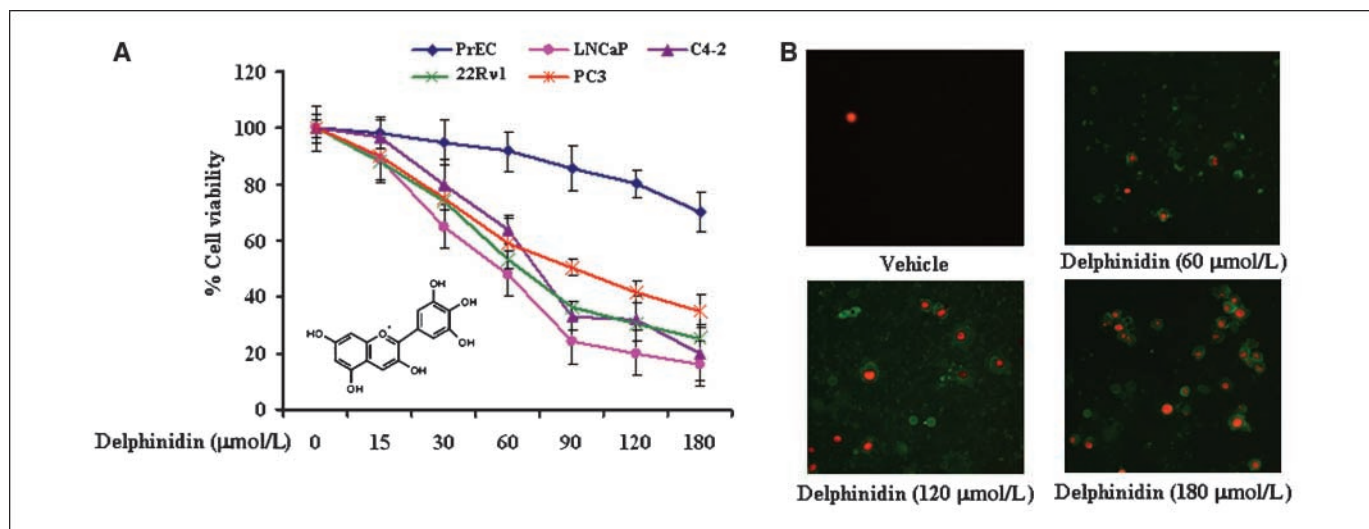 A
PrEC LNCaP C4-2
22Rν1 PC3
120
100
80
60
40
20
0
% Cell viability
OH
OH
OH
HO
O+
OH
OH
Delphinidin (μmol/L) 0 15 30 60 90 120 180
B
Vehicle
Delphinidin (60 μmol/L)
Delphinidin (120 μmol/L)
Delphinidin (180 μmol/L)